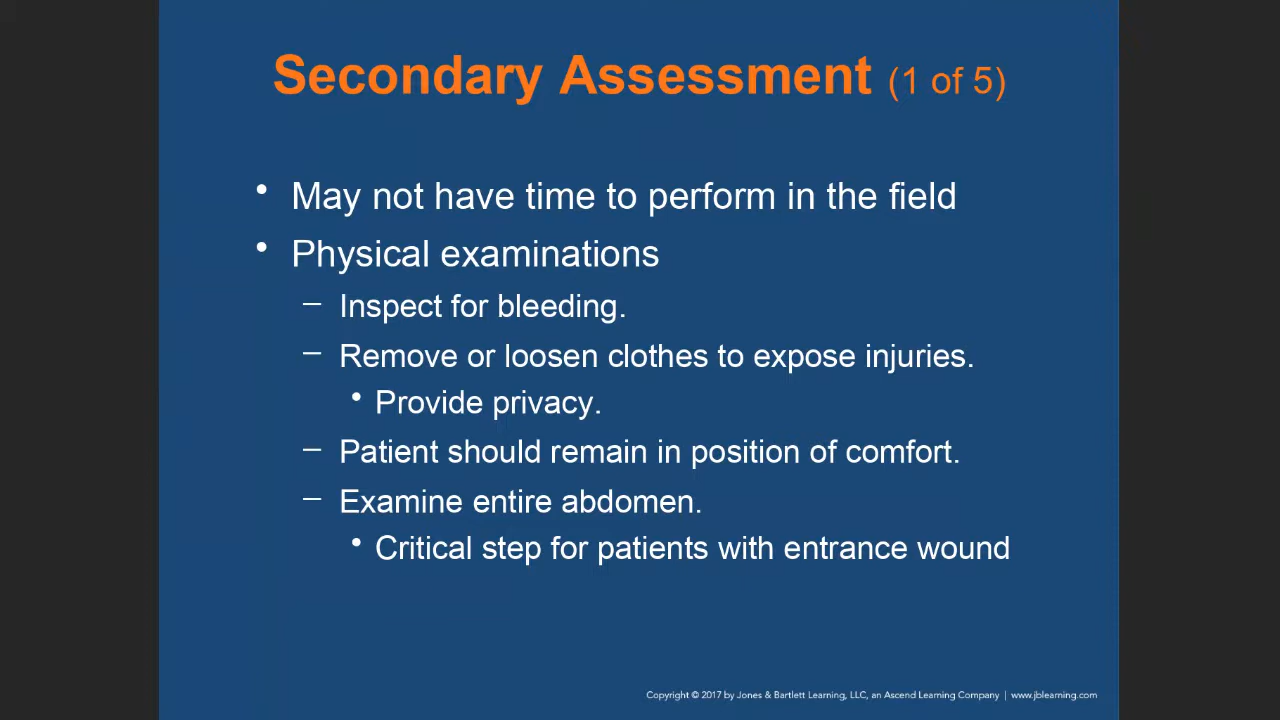 Secondary Assessment (1 of 5)
• May not have time to perform in the field
• Physical examinations
– Inspect for bleeding.
– Remove or loosen clothes to expose injuries.
• Provide privacy.
– Patient should remain in position of comfort.
– Examine entire abdomen.
• Critical step for patients with entrance wound
Copyright © 2017 by Jones & Bartlett Learning, LLC, an Ascend Learning Company | www.jblearning.com